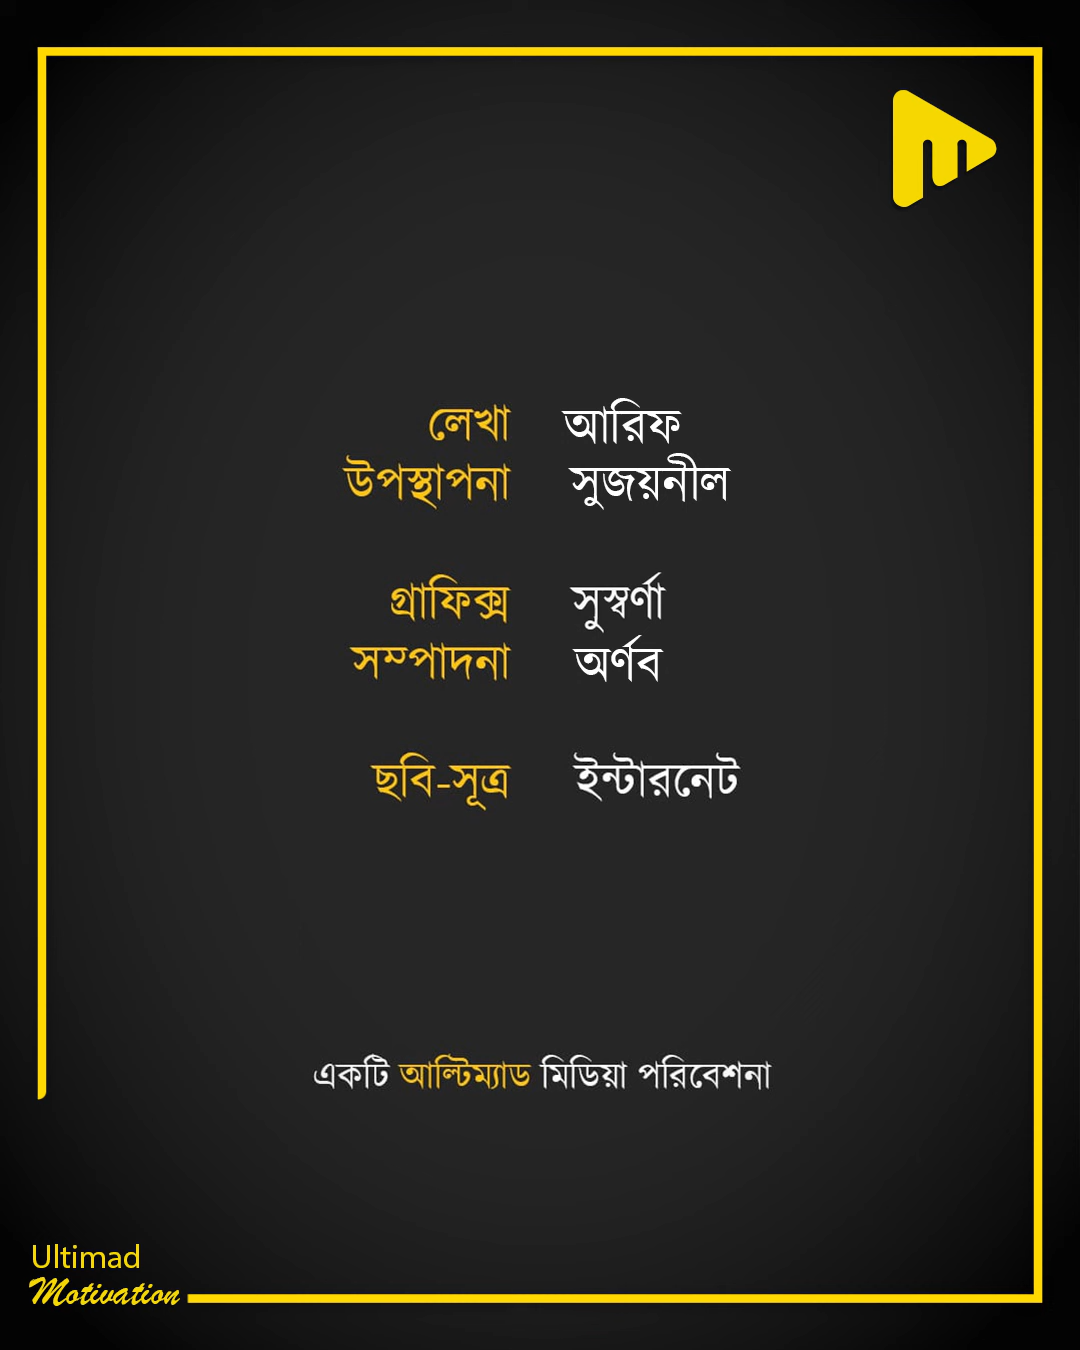 লেখা আরিফ
উপস্থাপনা সুজয়নীল
গ্রাফিক্স সুস্বর্ণা
সম্পাদনা অর্ণব
ছবি-সূত্র ইন্টারনেট
একটি আল্টিম্যাড মিডিয়া পরিবেশনা
Ultimad
Motivation